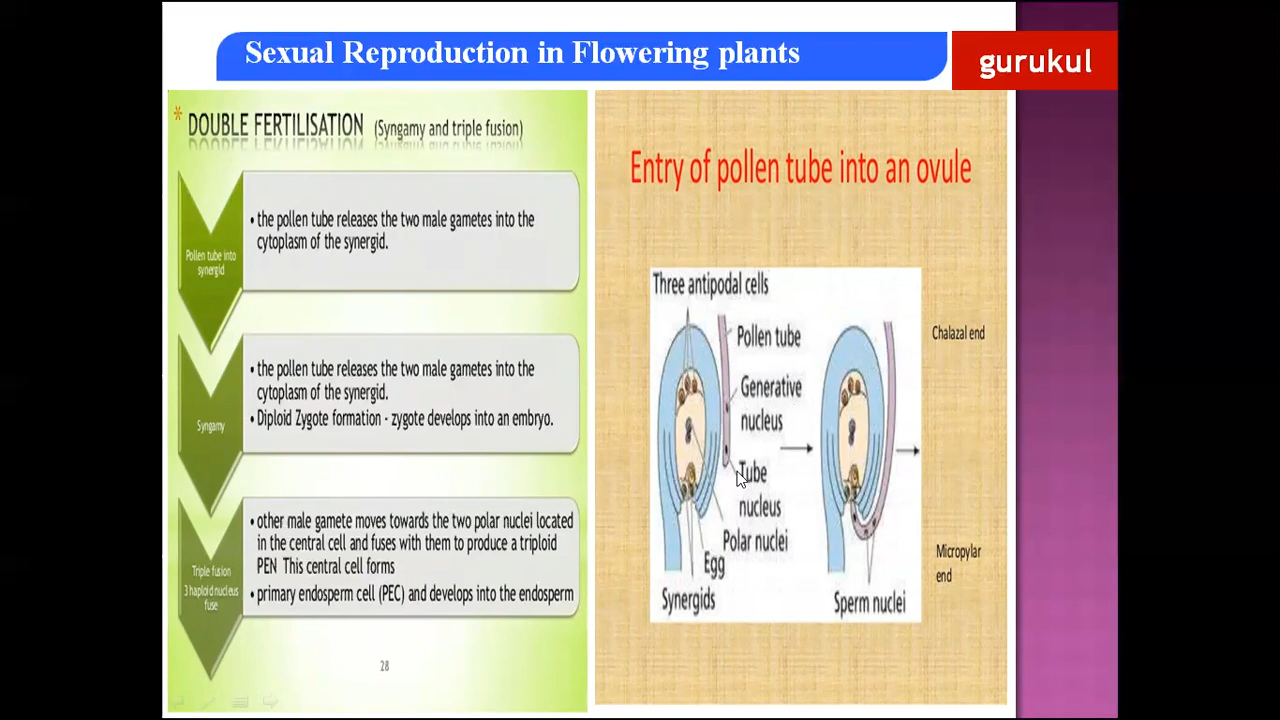 Sexual Reproduction in Flowering plants
gurukul
* DOUBLE FERTILISATION (Syngamy and triple fusion)
Pollen tube into
synergid
• the pollen tube releases the two male gametes into the
cytoplasm of the synergid.
Syngamy
• the pollen tube releases the two male gametes into the
cytoplasm of the synergid.
• Diploid Zygote formation - zygote develops into an embryo.
Triple fusion
3 haploid nucleus
fuse
• other male gamete moves towards the two polar nuclei located
in the central cell and fuses with them to produce a triploid
PEN This central cell forms
• primary endosperm cell (PEC) and develops into the endosperm
28
Entry of pollen tube into an ovule
Three antipodal cells
Pollen tube
Generative
nucleus
Tube
nucleus
Polar nuclei
Egg
Synergids
Sperm nuclei
Chalazal end
Micropylar
end